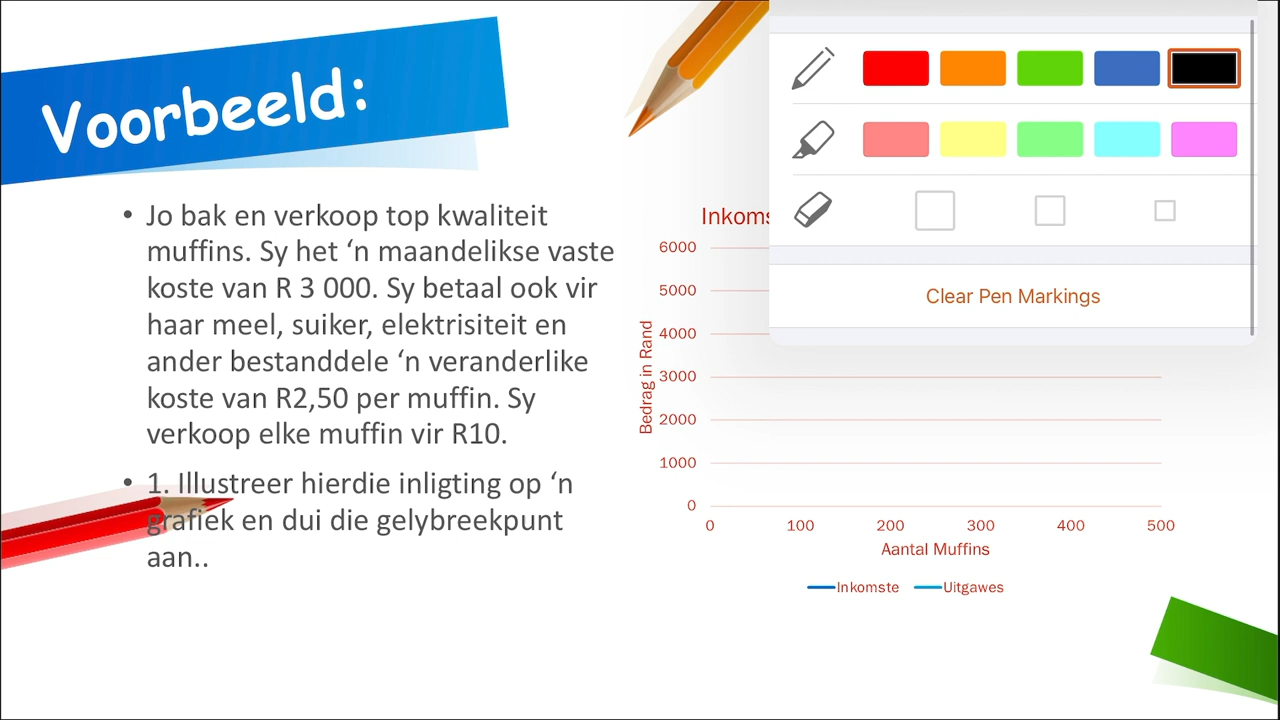 Voorbeeld:
• Jo bak en verkoop top kwaliteit
muffins. Sy het ‘n maandelikse vaste
koste van R 3 000. Sy betaal ook vir
haar meel, suiker, elektrisiteit en
ander bestanddele ‘n veranderlike
koste van R2,50 per muffin. Sy
verkoop elke muffin vir R10.
• 1. Illustreer hierdie inligting op ‘n
grafiek en dui die gelybreekpunt
aan..
Clear Pen Markings
Inkoms
Bedrag in Rand
6000
5000
4000
3000
2000
1000
0
0 100 200 300 400 500
Aantal Muffins
Inkomste Uitgawes